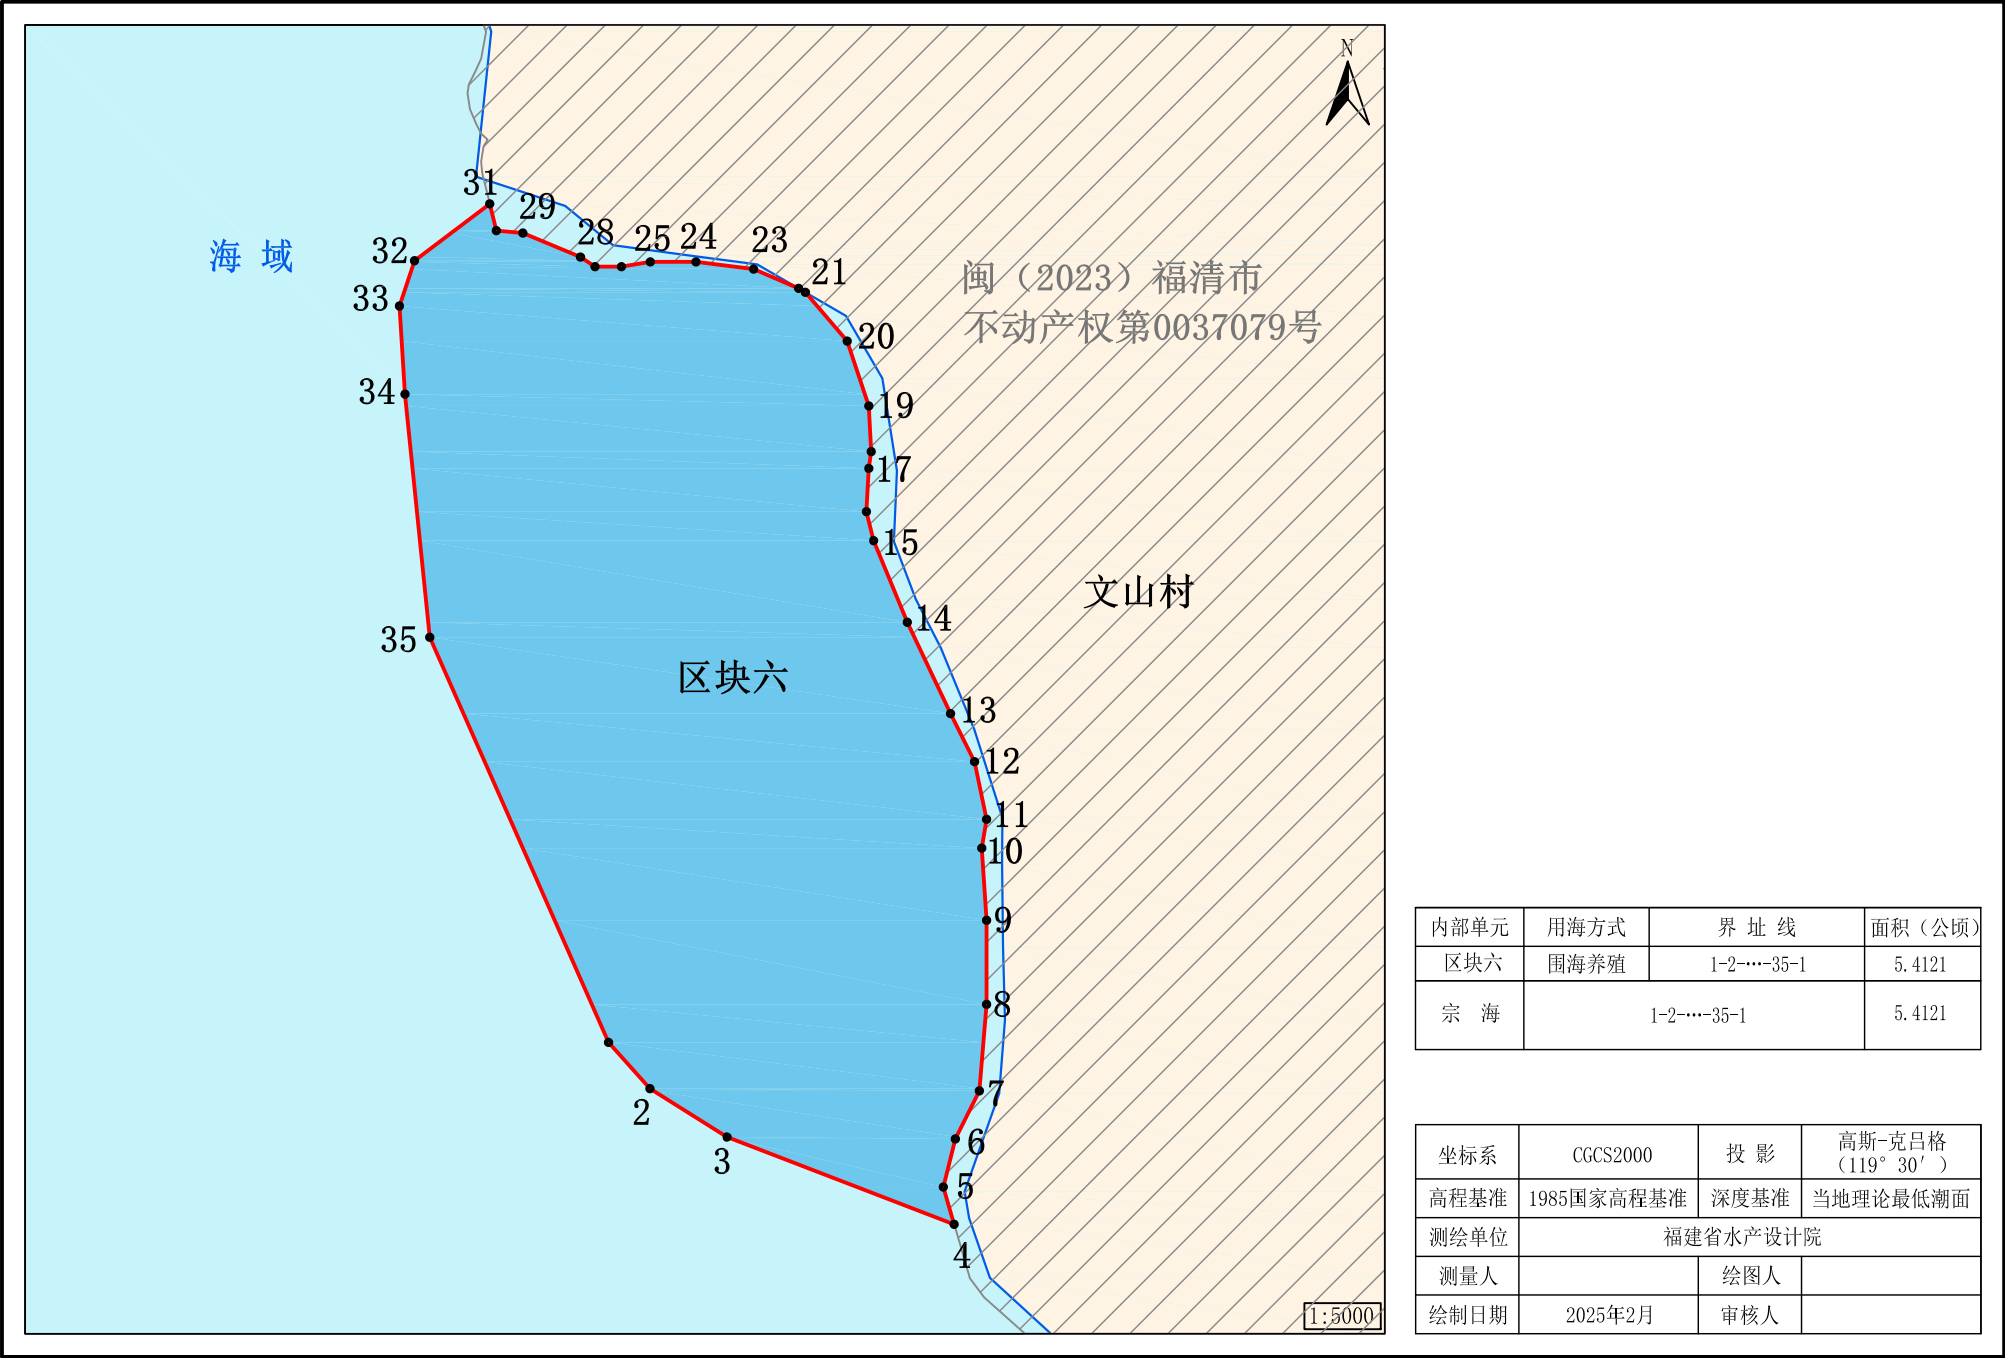 N
31
29
28
25
24
23
21
海 域
32
33
闽（2023）福清市
不动产权第0037079号
20
34
19
17
15
文山村
14
35
区块六
13
12
11
10
9
8
7
2
6
3
5
4
1:5000
内部单元 用海方式 界 址 线 面积（公顷）
区块六 围海养殖 1-2-…-35-1 5.4121
宗 海 1-2-…-35-1 5.4121
坐标系 CGCS2000 投 影 高斯-克吕格
（119°30′）
高程基准 1985国家高程基准 深度基准 当地理论最低潮面
测绘单位 福建省水产设计院
测量人 绘图人
绘制日期 2025年2月 审核人